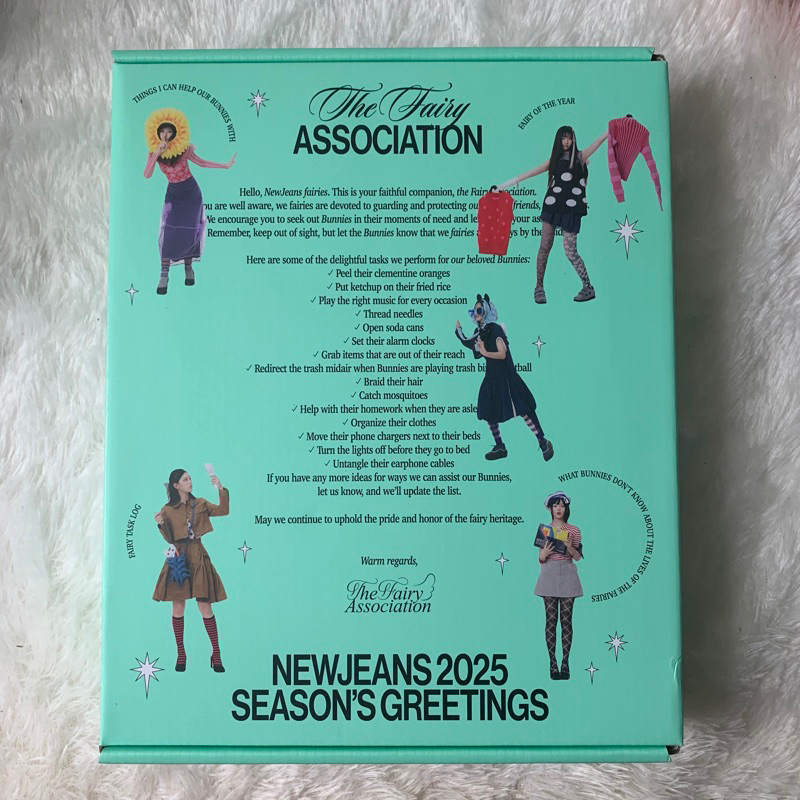 THINGS I CAN HELP OUR BUNNIES WITH
The Fairy
ASSOCIATION
FAIRY OF THE YEAR
Hello, NewJeans fairies. This is your faithful companion, the Fairy
ou are well aware, we fairies are devoted to guarding and protecting friends,
We encourage you to seek out Bunnies in their moments of need and
Remember, keep out of sight, but let the Bunnies know that we fairies by
Here are some of the delightful tasks we perform for our beloved Bunnies:
✓ Peel their clementine oranges
✓ Put ketchup on their fried rice
✓ Play the right music for every occasion
✓ Thread needles
✓ Open soda cans
✓ Set their alarm clocks
✓ Grab items that are out of their reach
✓ Redirect the trash midair when Bunnies are playing trash
✓ Braid their hair
✓ Catch mosquitoes
✓ Help with their homework when they are
✓ Organize their clothes
✓ Move their phone chargers next to their beds
✓ Turn the lights off before they go to bed
✓ Untangle their earphone cables
If you have any more ideas for ways we can assist our Bunnies,
let us know, and we'll update the list.
May we continue to uphold the pride and honor of the fairy heritage.
FAIRY TASK LOG
WHAT BUNNIES DON'T KNOW ABOUT THE LIVES OF THE FAIRIES
Warm regards,
The Fairy
Association
NEWJEANS 2025
SEASON'S GREETINGS